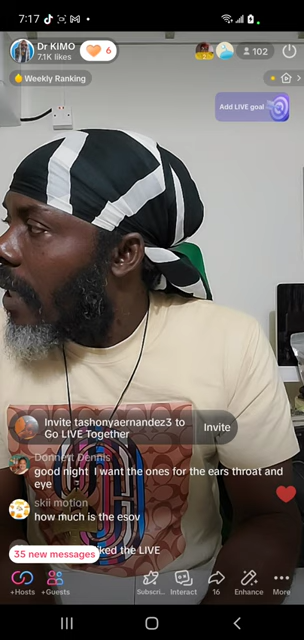 7:17
Dr KiMO
7.1K likes
6
102
Weekly Ranking
Add LIVE goal
Invite tashonyaernandez3 to
Go LIVE Together
Invite
Donnett Dennis
good night I want the ones for the ears throat and
eye
skii motion
how much is the esov
35 new messages
ked the LIVE
+Hosts
+Guests
Subscri...
Interact
16
Enhance
More